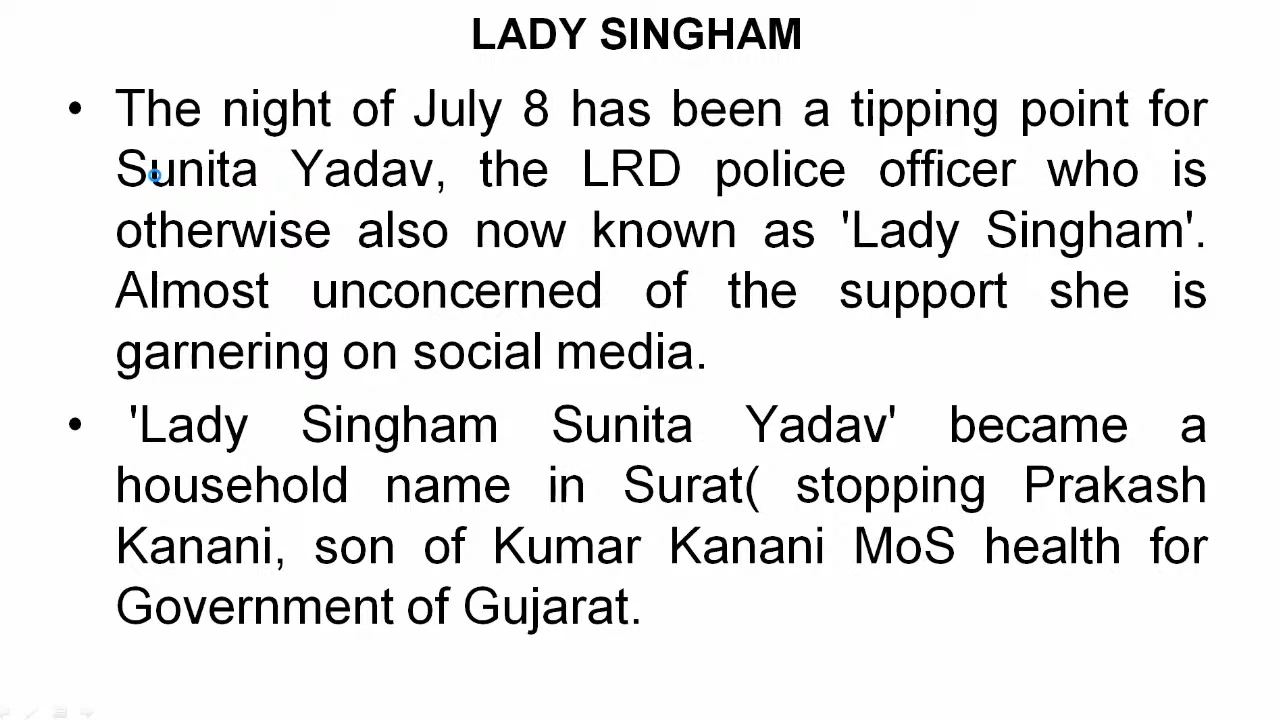 LADY SINGHAM
• The night of July 8 has been a tipping point for
Sunita Yadav, the LRD police officer who is
otherwise also now known as 'Lady Singham'.
Almost unconcerned of the support she is
garnering on social media.
• 'Lady Singham Sunita Yadav' became a
household name in Surat( stopping Prakash
Kanani, son of Kumar Kanani MoS health for
Government of Gujarat.